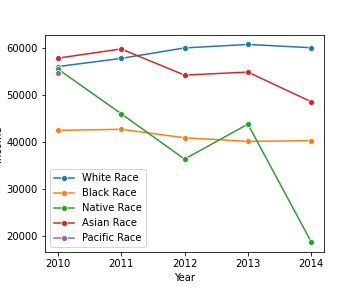 60000
50000
40000
30000
20000
White Race
Black Race
Native Race
Asian Race
Pacific Race
2010 2011 2012 2013 2014
Year